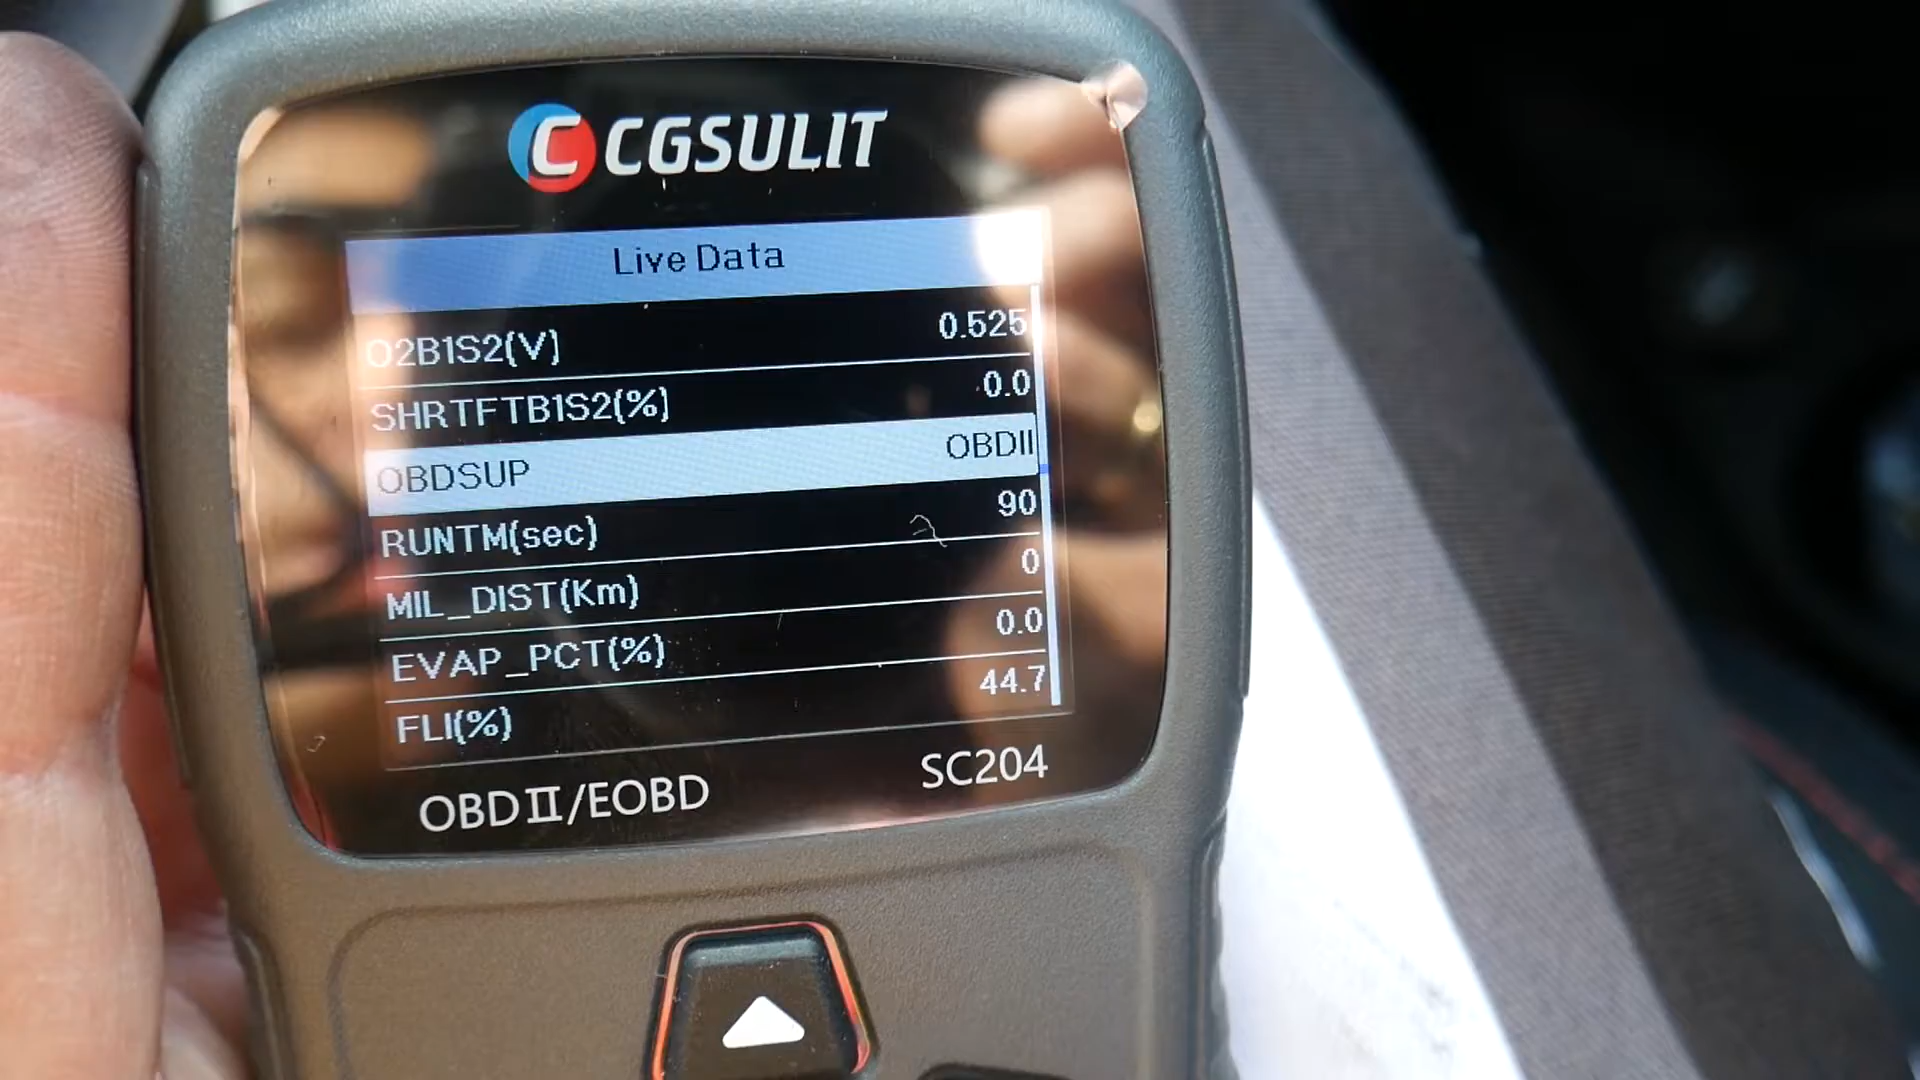 C CGSULIT
Live Data
O2B1S2(V) 0.525
SHRTFTB1S2(%) 0.0
OBDSUP OBDII
RUNTM(sec) 90
MIL_DIST(Km) 0
EVAP_PCT(%) 0.0
FLI(%) 44.7
OBDⅡ/EOBD SC204